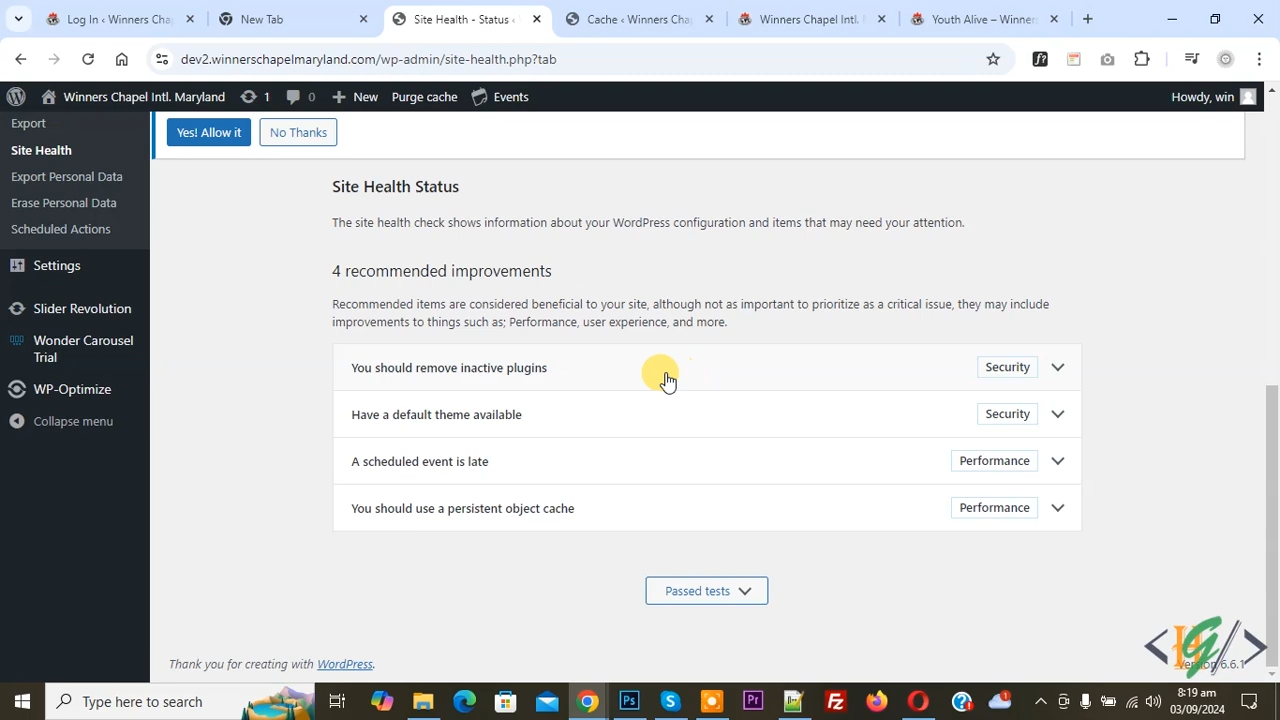 Log In ‹ Winners Cha
New Tab
Site Health - Status ‹
Cache ‹ Winners Cha
Winners Chapel Intl.
Youth Alive – Winner
dev2.winnerschapelmaryland.com/wp-admin/site-health.php?tab
Winners Chapel Intl. Maryland
1
0
New
Purge cache
Events
Howdy, win
Export
Site Health
Export Personal Data
Erase Personal Data
Scheduled Actions
Settings
Slider Revolution
Wonder Carousel
Trial
WP-Optimize
Collapse menu
Yes! Allow it
No Thanks
Site Health Status
The site health check shows information about your WordPress configuration and items that may need your attention.
4 recommended improvements
Recommended items are considered beneficial to your site, although not as important to prioritize as a critical issue, they may include
improvements to things such as; Performance, user experience, and more.
You should remove inactive plugins
Security
Have a default theme available
Security
A scheduled event is late
Performance
You should use a persistent object cache
Performance
Passed tests
Thank you for creating with WordPress.
Version 6.6.1
Type here to search
8:19 am
03/09/2024